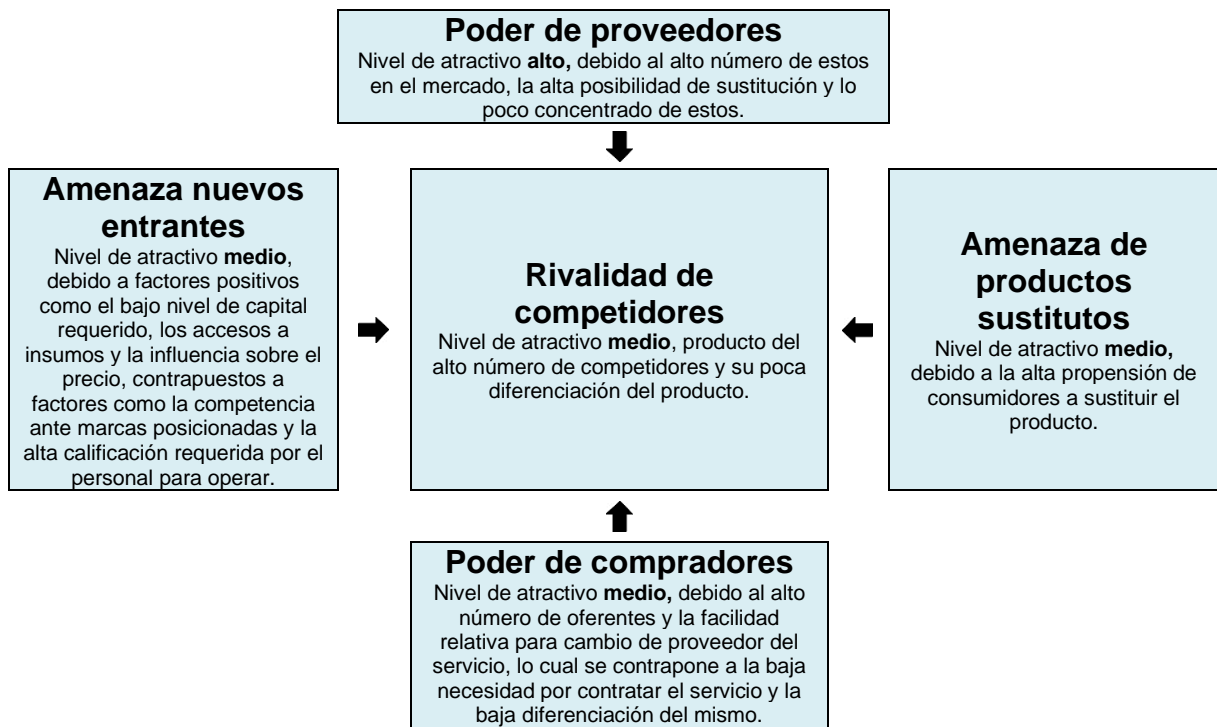 Poder de proveedores
Nivel de atractivo alto, debido al alto número de estos
en el mercado, la alta posibilidad de sustitución y lo
poco concentrado de estos.
Amenaza nuevos
entrantes
Nivel de atractivo medio,
debido a factores positivos
como el bajo nivel de capital
requerido, los accesos a
insumos y la influencia sobre el
precio, contrapuestos a
factores como la competencia
ante marcas posicionadas y la
alta calificación requerida por el
personal para operar.
Rivalidad de
competidores
Nivel de atractivo medio, producto del
alto número de competidores y su poca
diferenciación del producto.
Amenaza de
productos
sustitutos
Nivel de atractivo medio,
debido a la alta propensión de
consumidores a sustituir el
producto.
Poder de compradores
Nivel de atractivo medio, debido al alto
número de oferentes y la facilidad
relativa para cambio de proveedor del
servicio, lo cual se contrapone a la baja
necesidad por contratar el servicio y la
baja diferenciación del mismo.